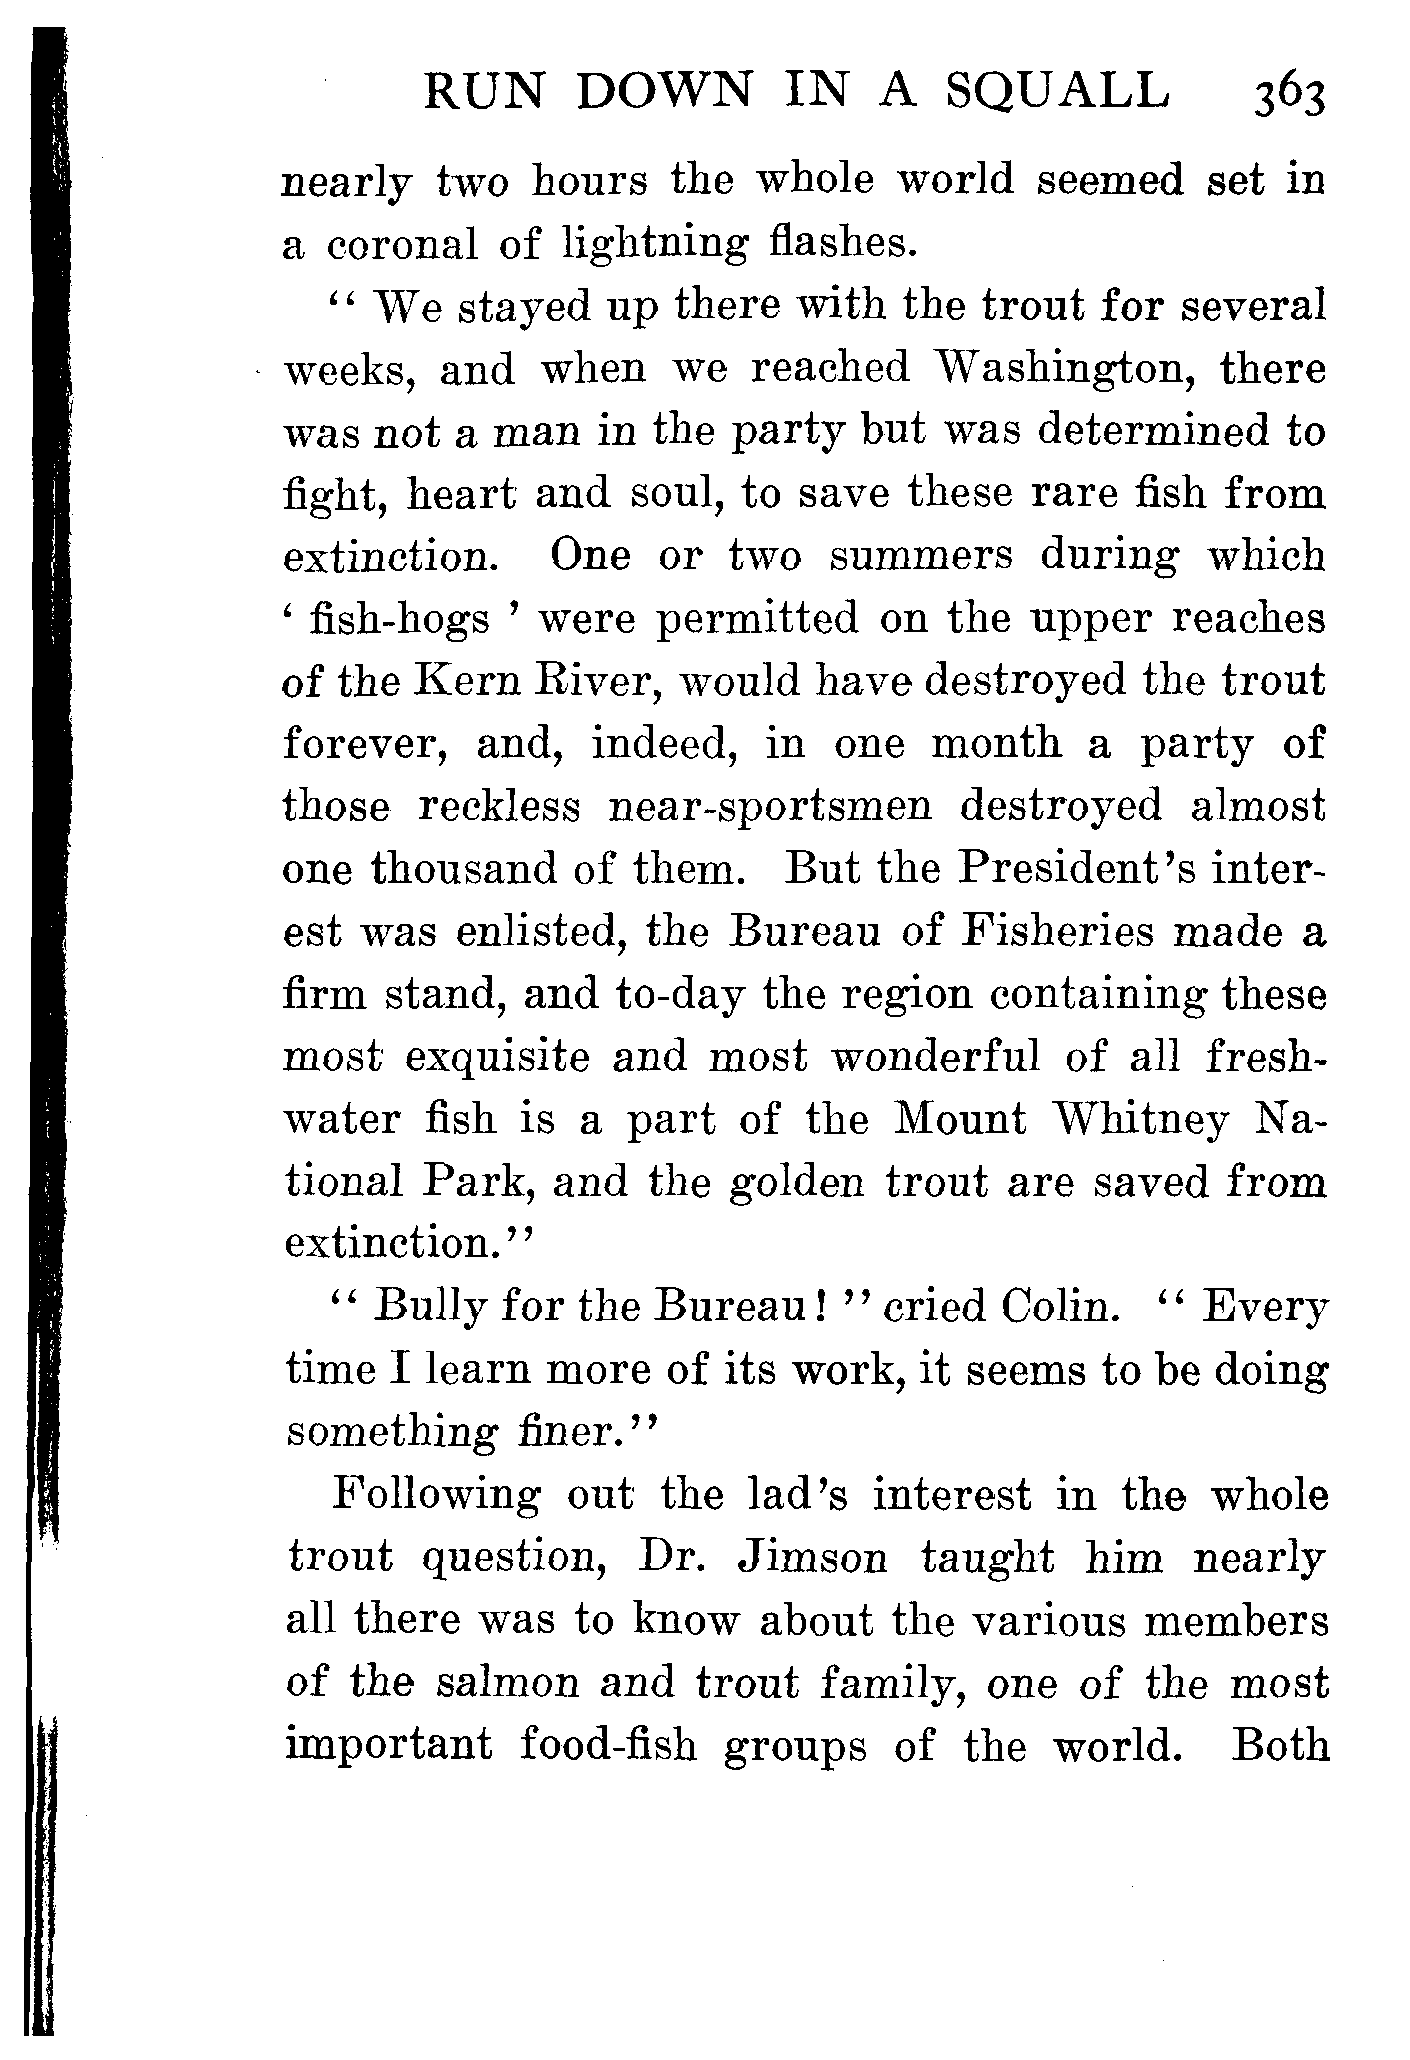 RUN DOWN IN A SQUALL 363
nearly two hours the whole world seemed set in
a coronal of lightning flashes.
“ We stayed up there with the trout for several
weeks, and when we reached Washington, there
was not a man in the party but was determined to
fight, heart and soul, to save these rare fish from
extinction. One or two summers during which
‘ fish-hogs ’ were permitted on the upper reaches
of the Kern River, would have destroyed the trout
forever, and, indeed, in one month a party of
those reckless near-sportsmen destroyed almost
one thousand of them. But the President’s inter-
est was enlisted, the Bureau of Fisheries made a
firm stand, and to-day the region containing these
most exquisite and most wonderful of all fresh-
water fish is a part of the Mount Whitney Na-
tional Park, and the golden trout are saved from
extinction.”
“ Bully for the Bureau! ” cried Colin. “ Every
time I learn more of its work, it seems to be doing
something finer.”
Following out the lad’s interest in the whole
trout question, Dr. Jimson taught him nearly
all there was to know about the various members
of the salmon and trout family, one of the most
important food-fish groups of the world. Both